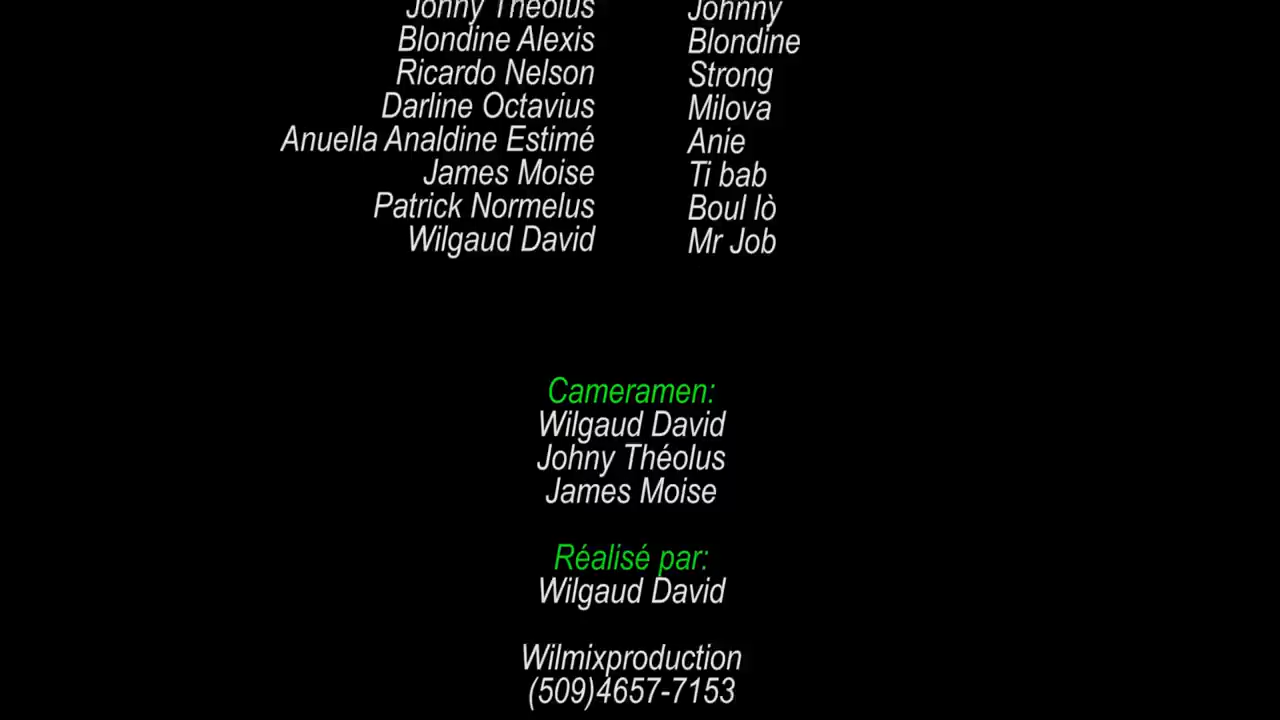 Johny Théolus Johnny
Blondine Alexis Blondine
Ricardo Nelson Strong
Darline Octavius Milova
Anuella Analdine Estimé Anie
James Moise Ti bab
Patrick Normelus Boul lò
Wilgaud David Mr Job
Cameramen:
Wilgaud David
Johny Théolus
James Moise
Réalisé par:
Wilgaud David
Wilmixproduction
(509)4657-7153